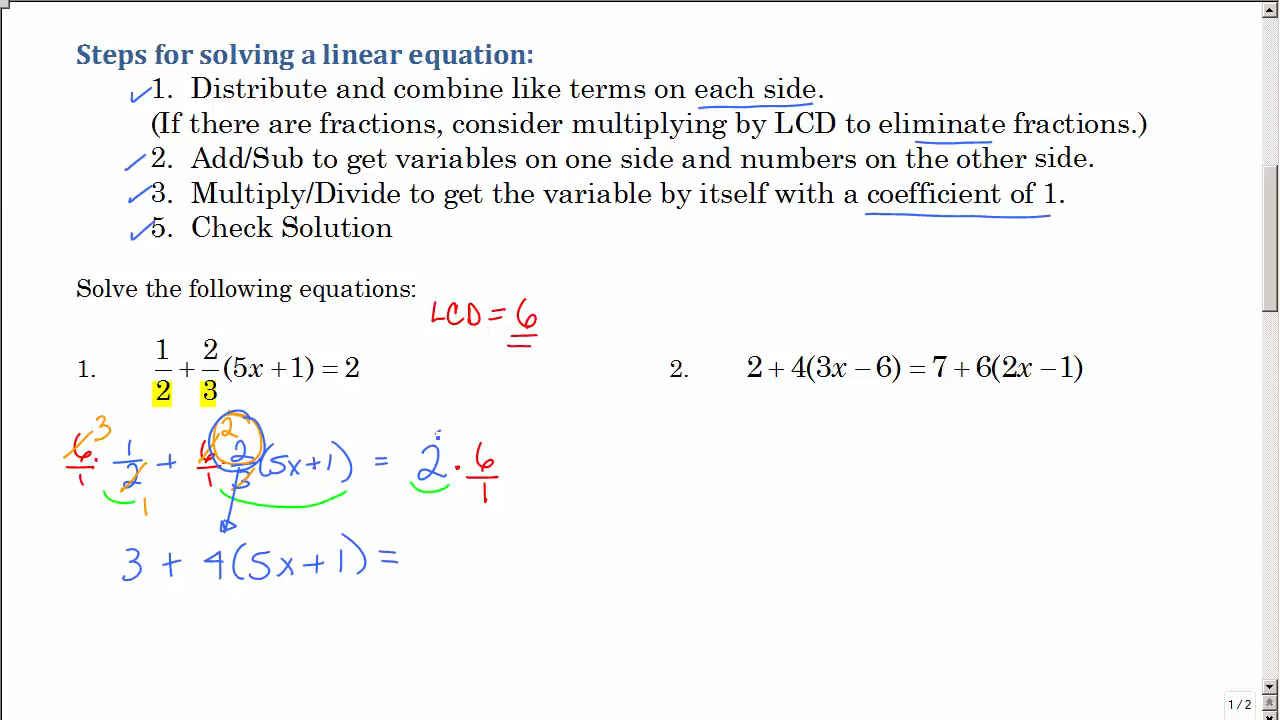 Steps for solving a linear equation:
1. Distribute and combine like terms on each side.
(If there are fractions, consider multiplying by LCD to eliminate fractions.)
2. Add/Sub to get variables on one side and numbers on the other side.
3. Multiply/Divide to get the variable by itself with a coefficient of 1.
5. Check Solution
Solve the following equations:
LCD = 6
1. 1/2 + 2/3 (5x + 1) = 2
2. 2 + 4(3x − 6) = 7 + 6(2x − 1)
3 2
6/1 · 1/2 + 6/1 2/3 (5x + 1) = 2 · 6/1
1
3 + 4(5x + 1) =
1 / 2